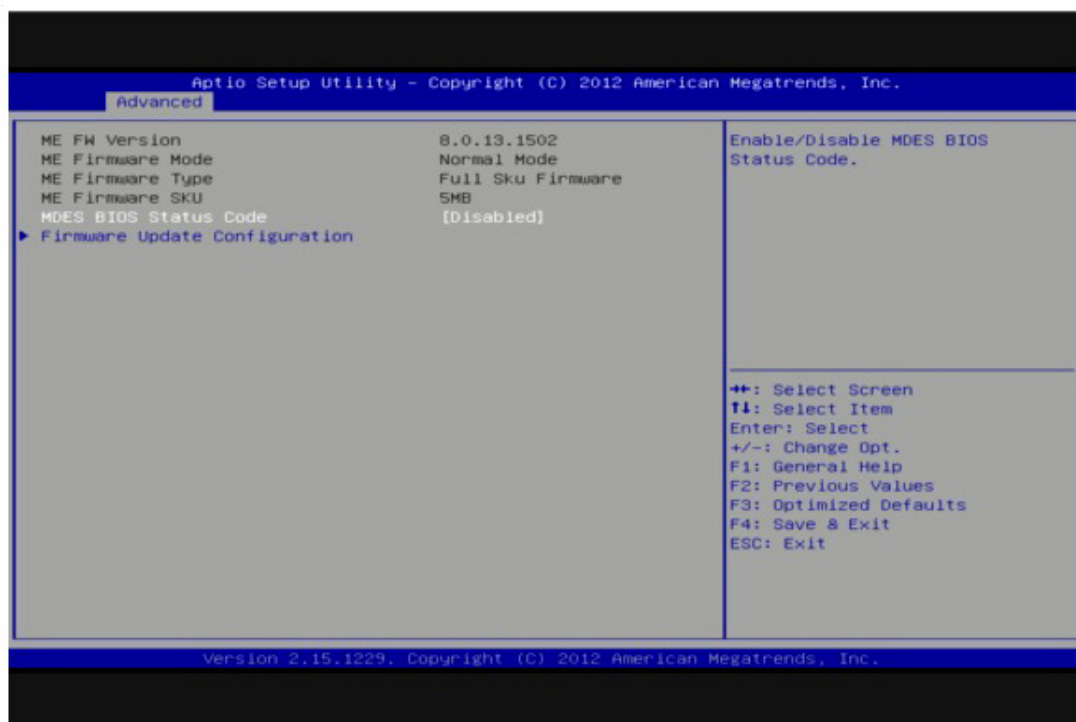 Aptio Setup Utility – Copyright (C) 2012 American Megatrends, Inc.
Advanced
ME FW Version 8.0.13.1502
ME Firmware Mode Normal Mode
ME Firmware Type Full Sku Firmware
ME Firmware SKU 5MB
MDES BIOS Status Code [Disabled]
▶ Firmware Update Configuration
Enable/Disable MDES BIOS
Status Code.
→←: Select Screen
↑↓: Select Item
Enter: Select
+/-: Change Opt.
F1: General Help
F2: Previous Values
F3: Optimized Defaults
F4: Save & Exit
ESC: Exit
Version 2.15.1229. Copyright (C) 2012 American Megatrends, Inc.